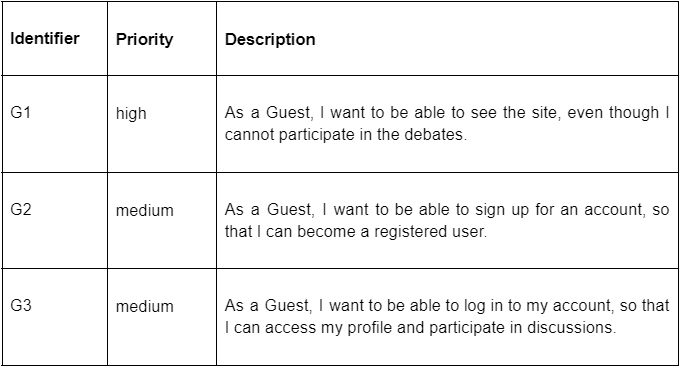 Identifier Priority Description
G1 high As a Guest, I want to be able to see the site, even though I
cannot participate in the debates.
G2 medium As a Guest, I want to be able to sign up for an account, so
that I can become a registered user.
G3 medium As a Guest, I want to be able to log in to my account, so that
I can access my profile and participate in discussions.